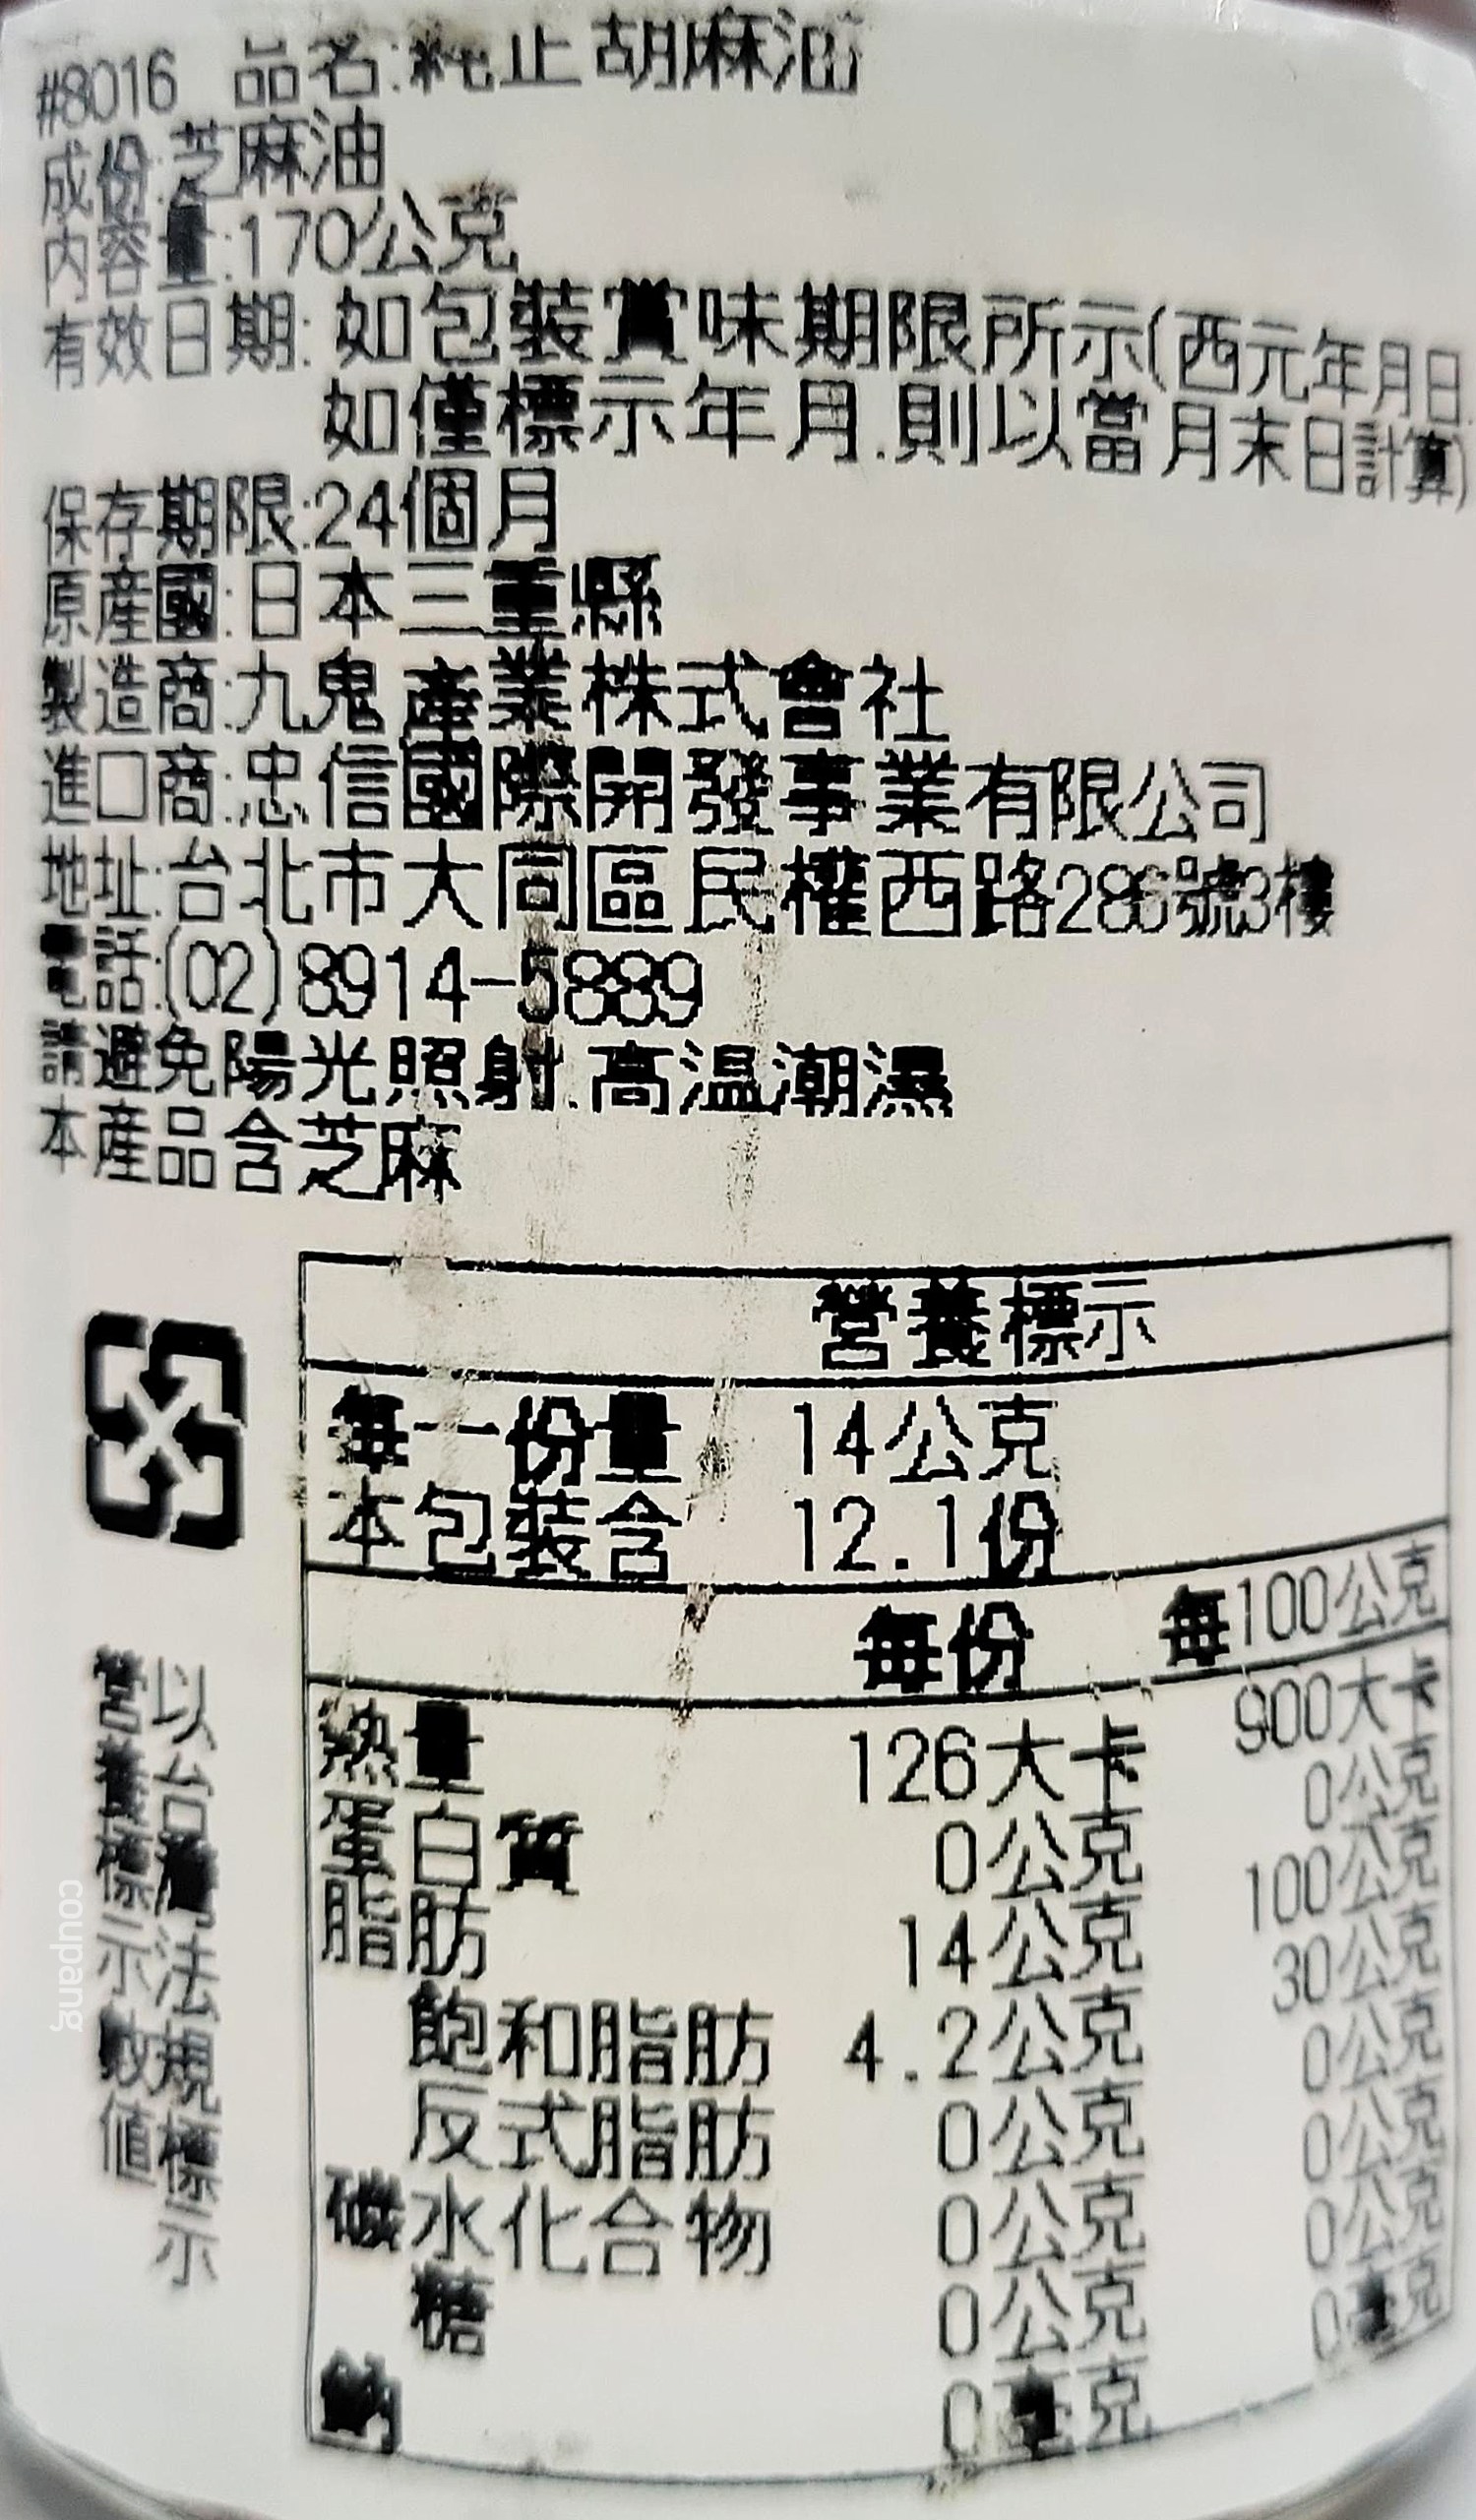 #8016 品名:純正胡麻油
成份:芝麻油
內容量:170公克
有效日期: 如包裝賞味期限所示(西元年月日.
如僅標示年月.則以當月末日計算)
保存期限:24個月
原產國:日本三重縣
製造商:九鬼產業株式會社
進口商:忠信國際開發事業有限公司
地址:台北市大同區民權西路286號3樓
電話:(02)8914-5889
請避免陽光照射.高溫潮濕
本產品含芝麻
營養標示
每一份量 14公克
本包裝含 12.1份
每份 每100公克
熱量 126大卡 900大卡
蛋白質 0公克 0公克
脂肪 14公克 100公克
飽和脂肪 4.2公克 30公克
反式脂肪 0公克 0公克
碳水化合物 0公克 0公克
糖 0公克 0公克
鈉 0毫克 0毫克
以台灣法規標示
營養標示數值
coupang